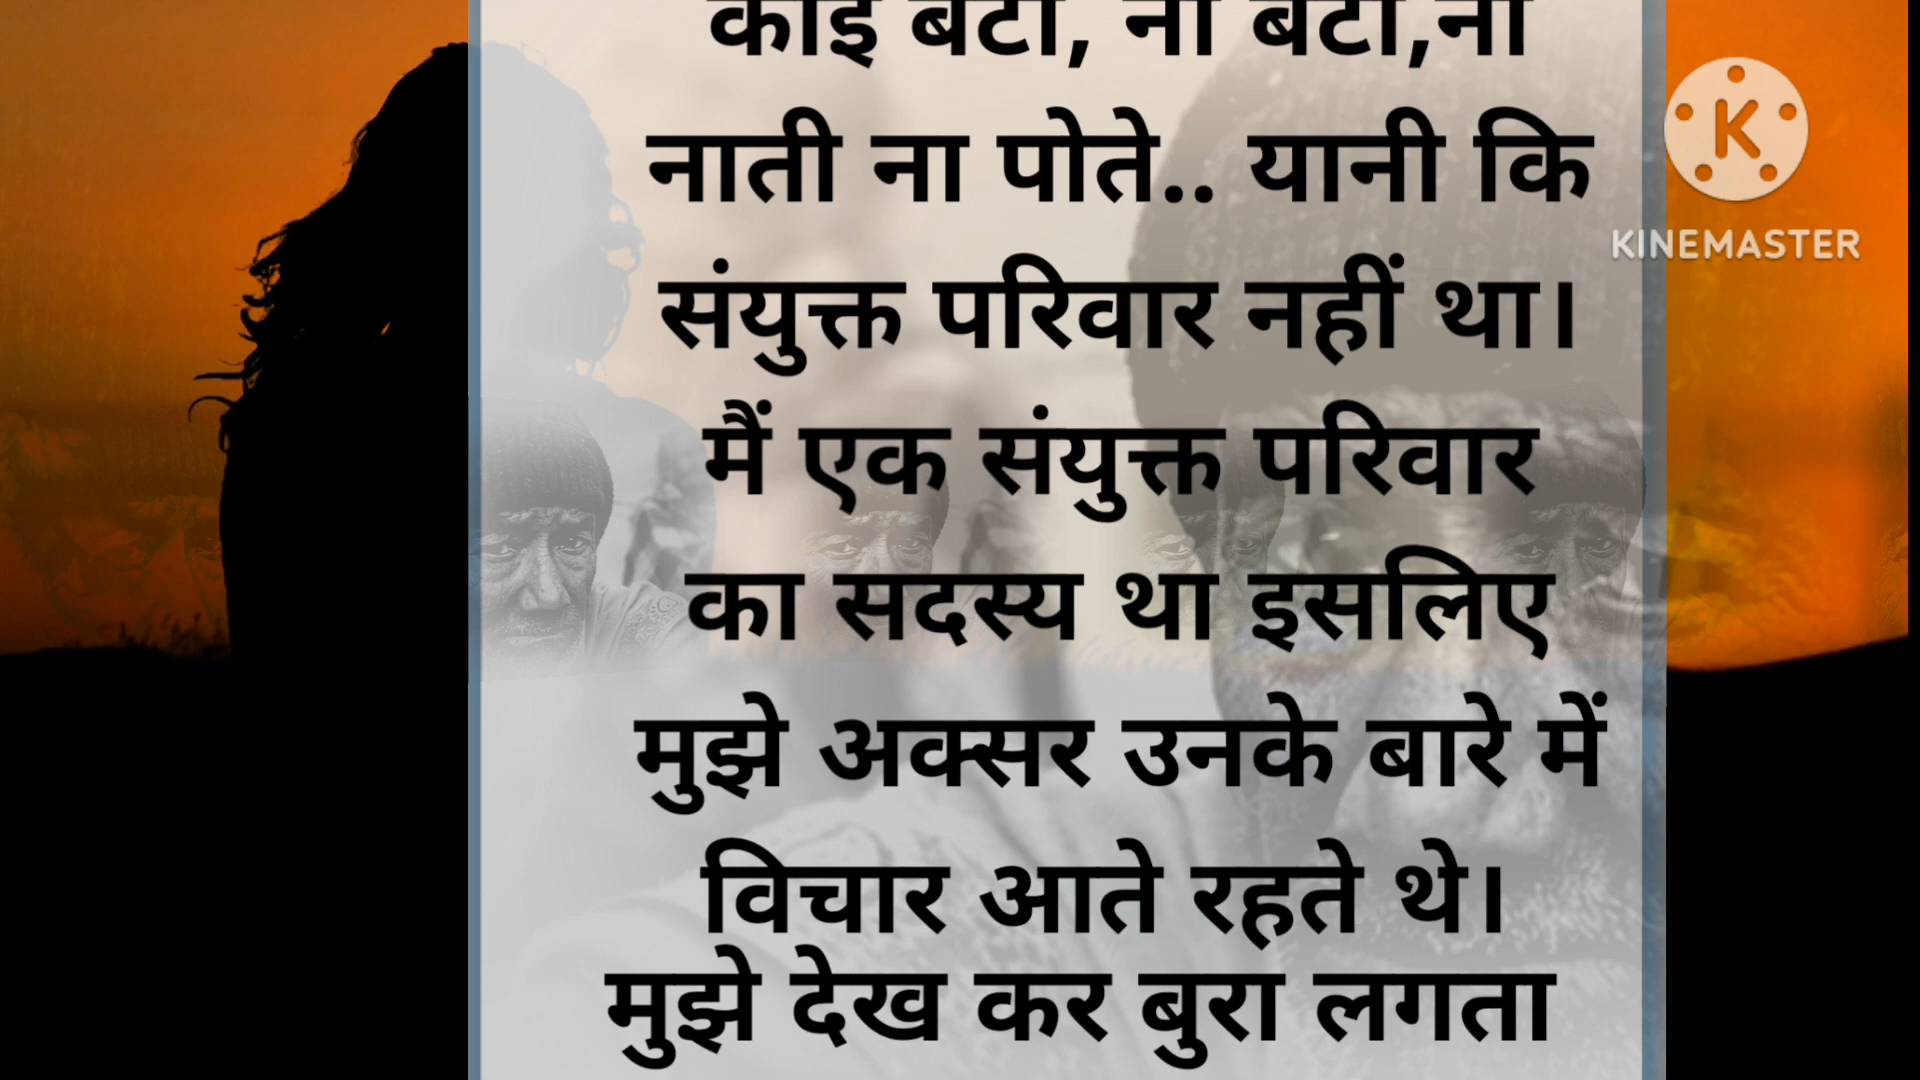 ना
नाती ना पोते.. यानी कि
संयुक्त परिवार नहीं था।
मैं एक संयुक्त परिवार
का सदस्य था इसलिए
मुझे अक्सर उनके बारे में
विचार आते रहते थे।
मुझे देख कर बुरा लगता
K
KINEMASTER